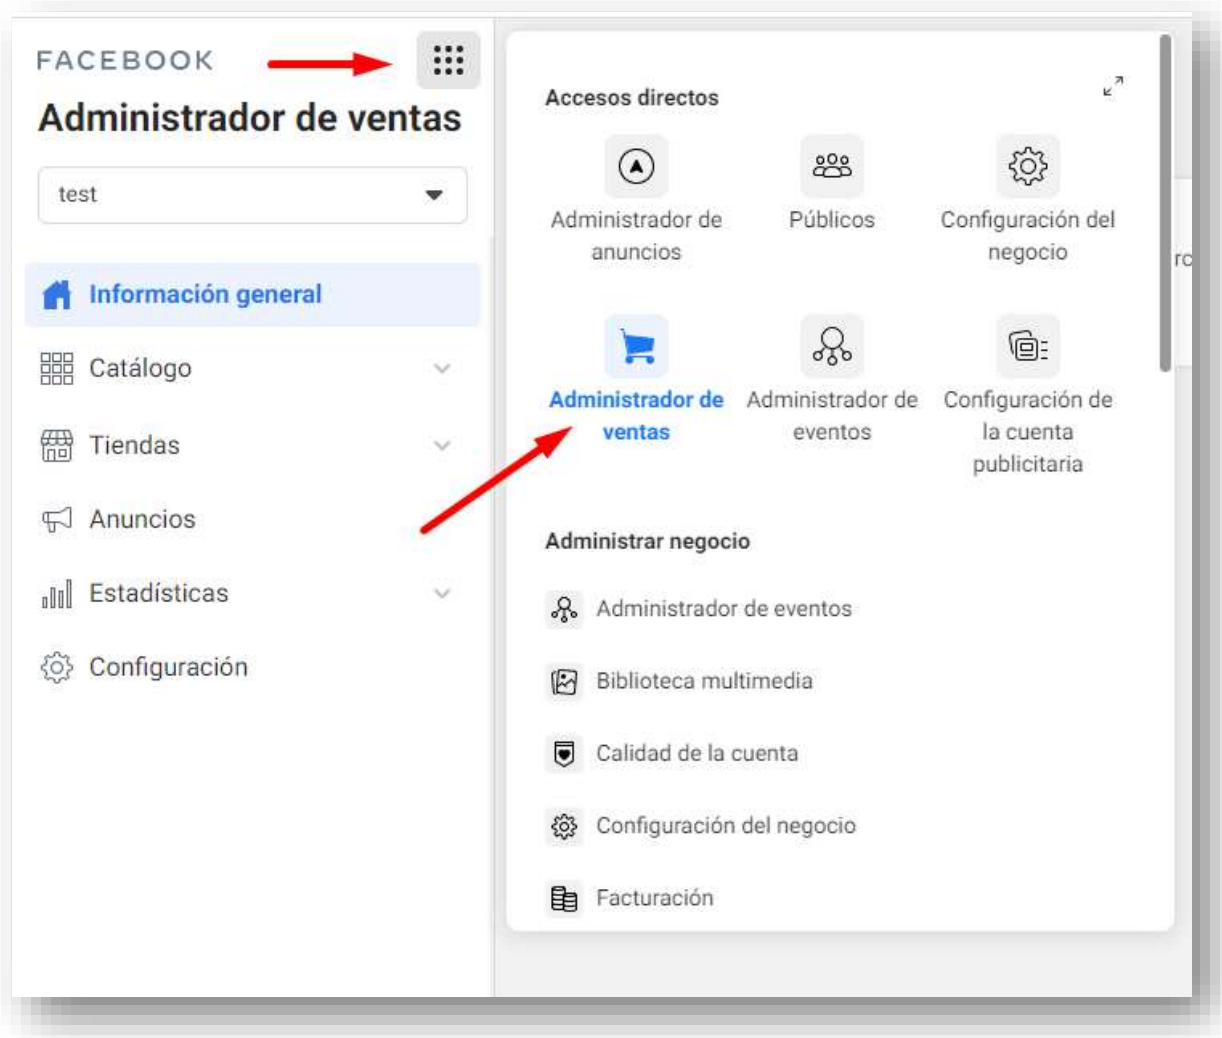 FACEBOOK
Administrador de ventas
test
Información general
Catálogo
Tiendas
Anuncios
Estadísticas
Configuración
Accesos directos
Administrador de
anuncios
Públicos
Configuración del
negocio
Administrador de
ventas
Administrador de
eventos
Configuración de
la cuenta
publicitaria
Administrar negocio
Administrador de eventos
Biblioteca multimedia
Calidad de la cuenta
Configuración del negocio
Facturación